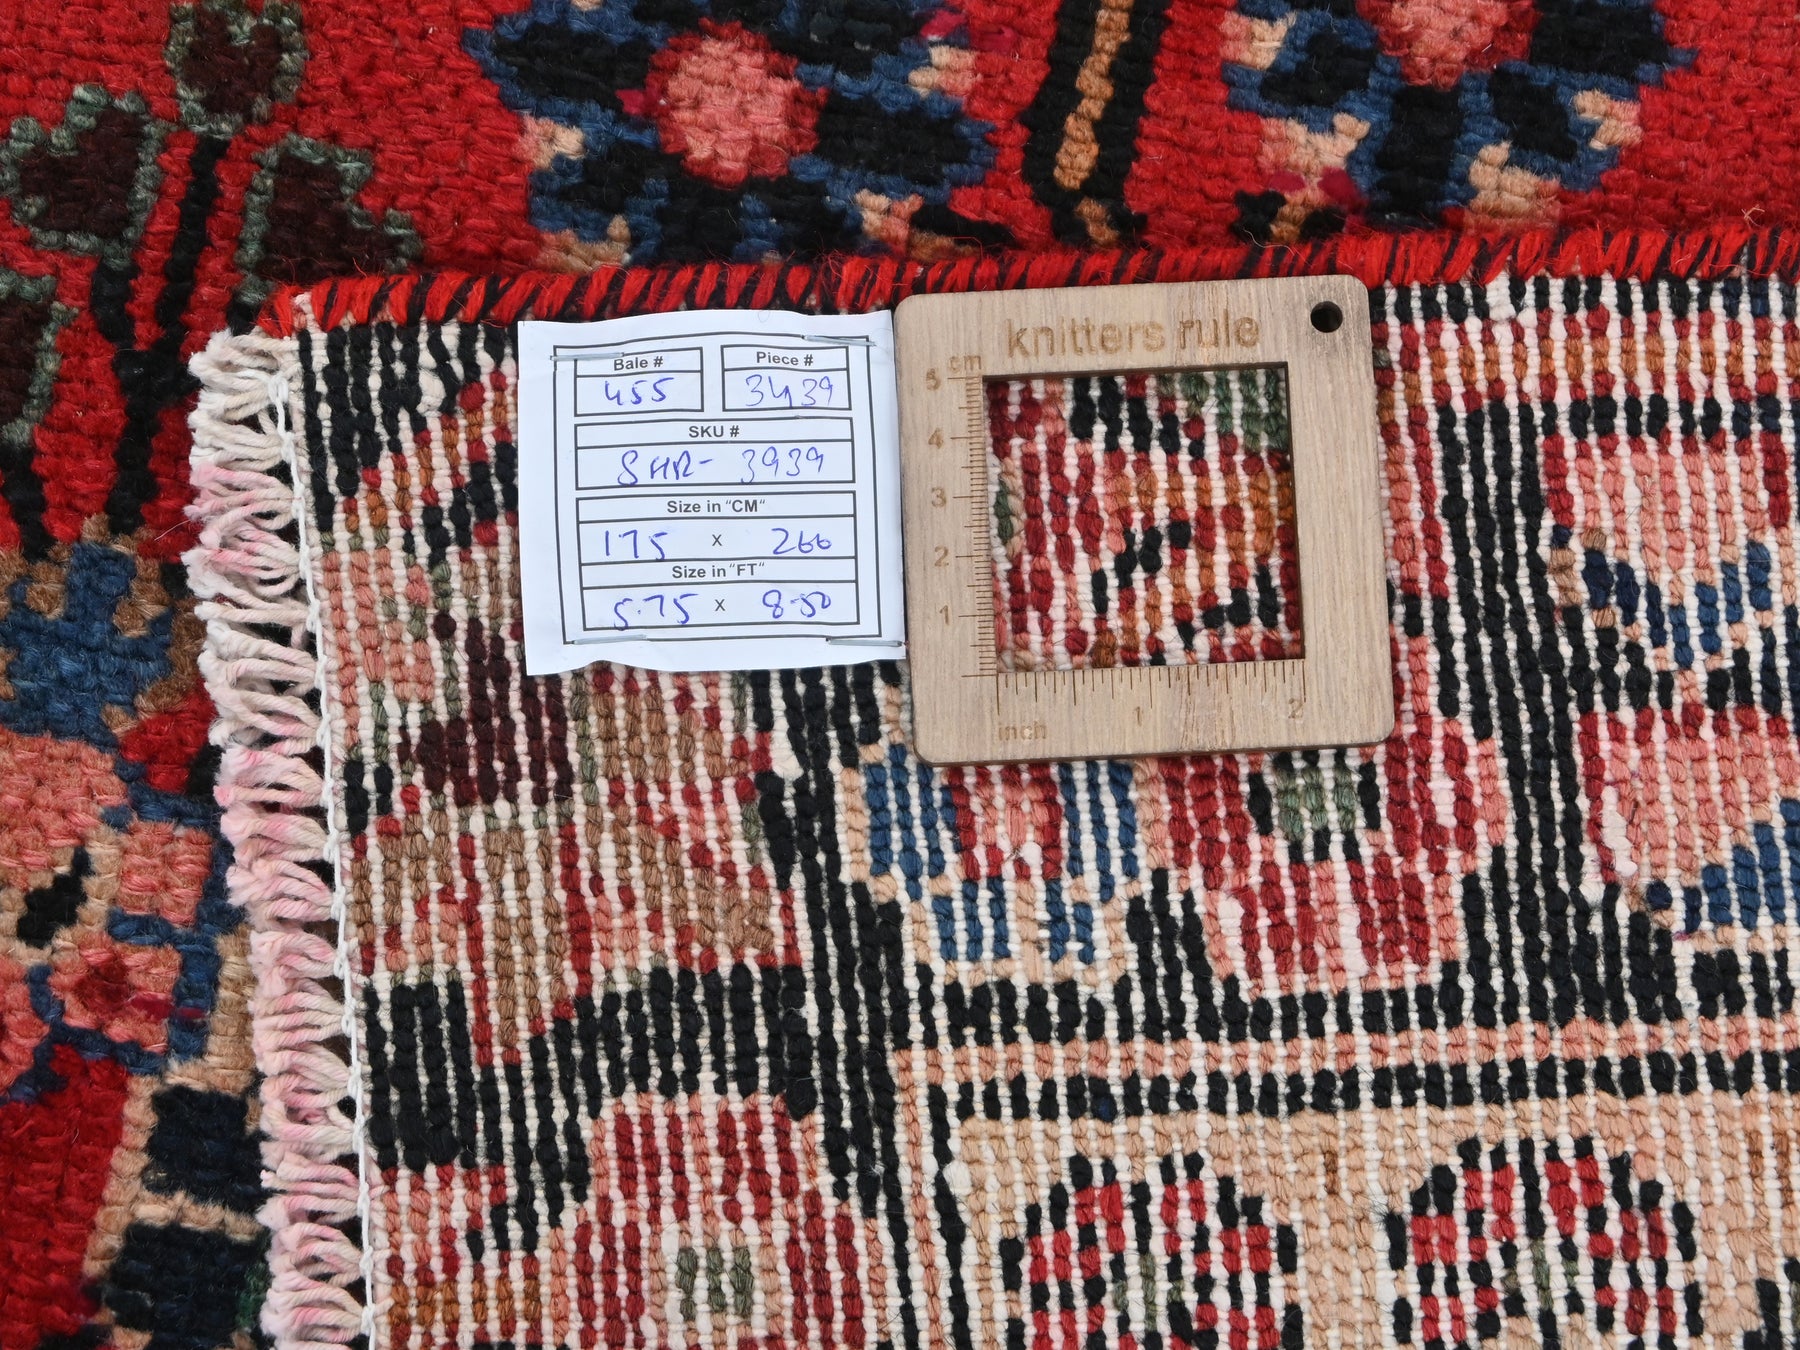 Bale # Piece #
455 3439
SKU #
SHR- 3939
Size in "CM"
175 x 266
Size in "FT"
5.75 x 8.50
knitters rule
cm
5
4
3
2
1
inch 1 2